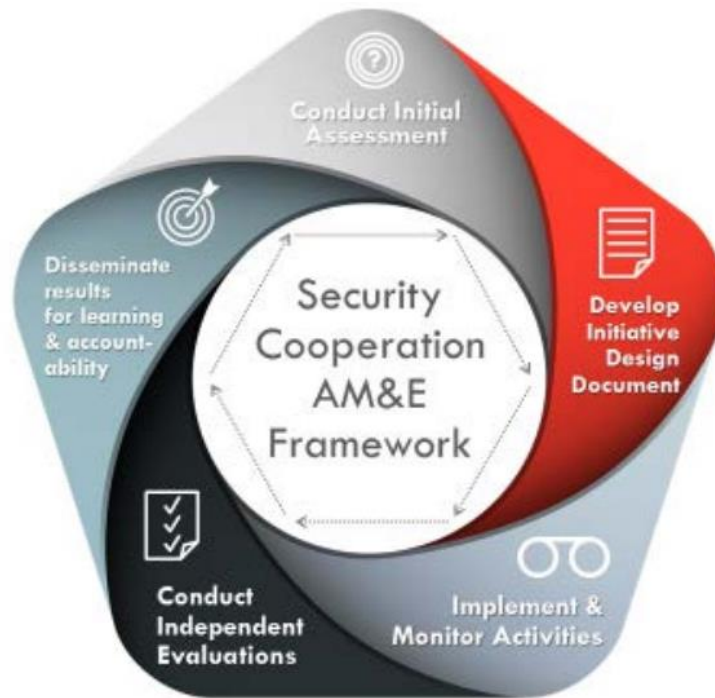 ?
Conduct Initial
Assessment
Develop
Initiative
Design
Document
Implement &
Monitor Activities
Conduct
Independent
Evaluations
Disseminate
results
for learning
& account-
ability
Security
Cooperation
AM&E
Framework